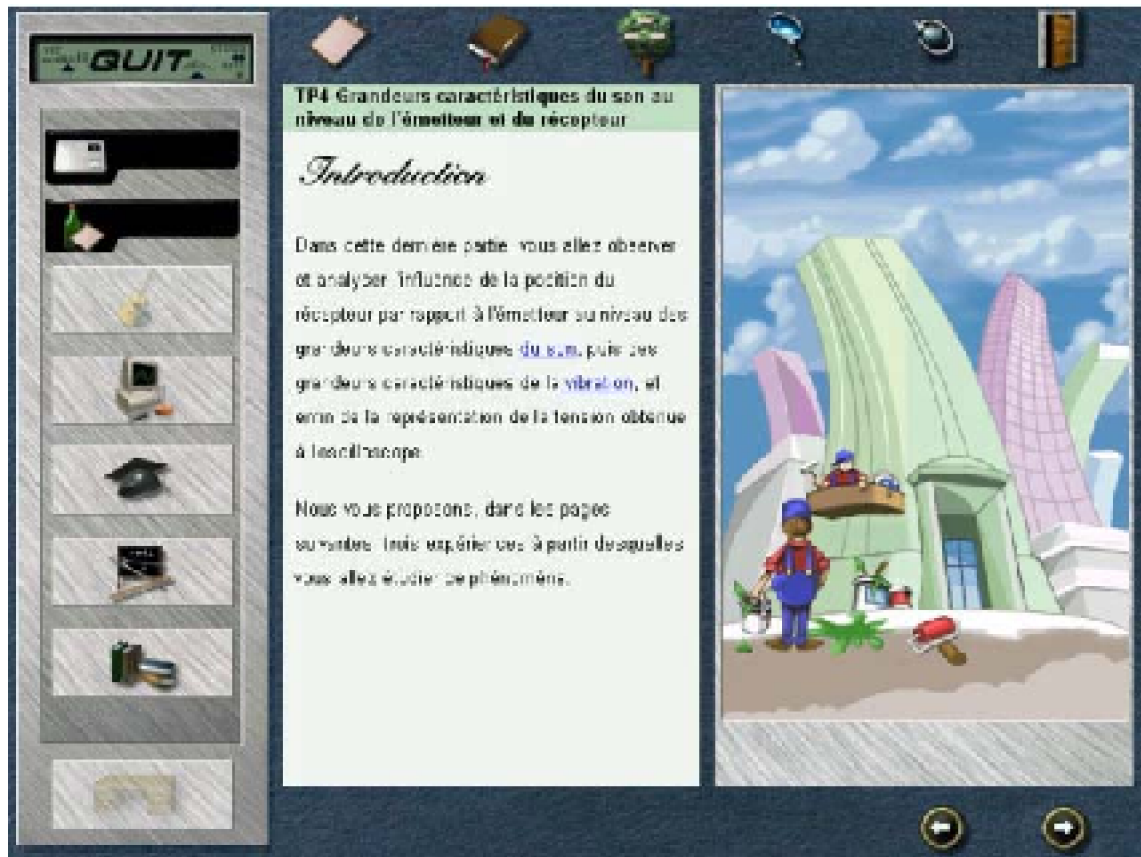 QUIT
TP4 Grandeurs caractéristiques du son au
niveau de l'émetteur et du récepteur
Introduction
Dans cette dernière partie, vous allez observer
et analyser l'influence de la position du
récepteur par rapport à l'émetteur au niveau des
grandeurs caractéristiques du son, puis des
grandeurs caractéristiques de la vibration, et
enfin de la représentation de la tension obtenue
à l'oscilloscope.
Nous vous proposons, dans les pages
suivantes, trois expériences à partir desquelles
vous allez étudier ce phénomène.